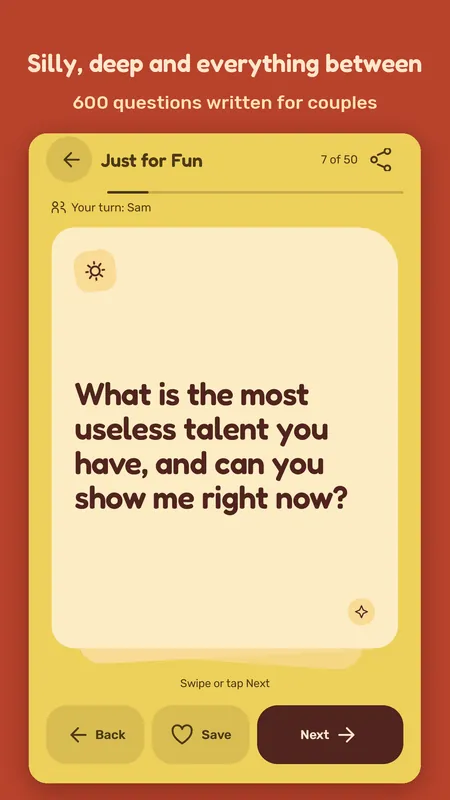 Silly, deep and everything between
600 questions written for couples
Just for Fun
7 of 50
Your turn: Sam
What is the most
useless talent you
have, and can you
show me right now?
Swipe or tap Next
Back
Save
Next